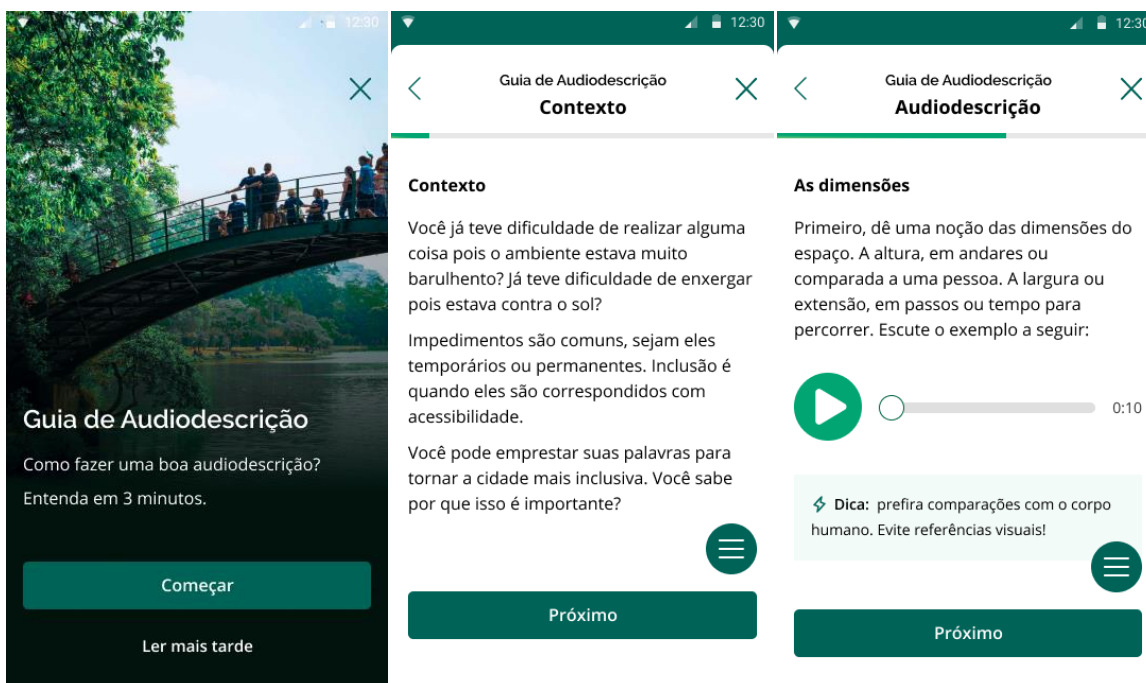 12:30
Guia de Audiodescrição
Como fazer uma boa audiodescrição?
Entenda em 3 minutos.
Começar
Ler mais tarde
12:30
Guia de Audiodescrição
Contexto
Contexto
Você já teve dificuldade de realizar alguma
coisa pois o ambiente estava muito
barulhento? Já teve dificuldade de enxergar
pois estava contra o sol?
Impedimentos são comuns, sejam eles
temporários ou permanentes. Inclusão é
quando eles são correspondidos com
acessibilidade.
Você pode emprestar suas palavras para
tornar a cidade mais inclusiva. Você sabe
por que isso é importante?
Próximo
12:30
Guia de Audiodescrição
Audiodescrição
As dimensões
Primeiro, dê uma noção das dimensões do
espaço. A altura, em andares ou
comparada a uma pessoa. A largura ou
extensão, em passos ou tempo para
percorrer. Escute o exemplo a seguir:
0:10
Dica: prefira comparações com o corpo
humano. Evite referências visuais!
Próximo